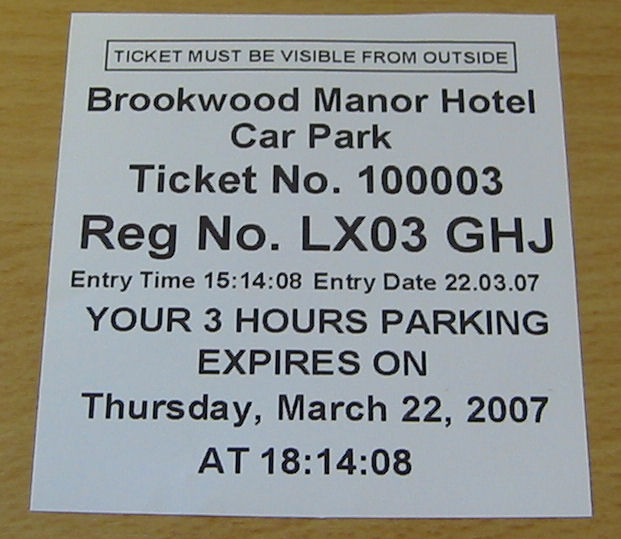 TICKET MUST BE VISIBLE FROM OUTSIDE
Brookwood Manor Hotel
Car Park
Ticket No. 100003
Reg No. LX03 GHJ
Entry Time 15:14:08 Entry Date 22.03.07
YOUR 3 HOURS PARKING
EXPIRES ON
Thursday, March 22, 2007
AT 18:14:08